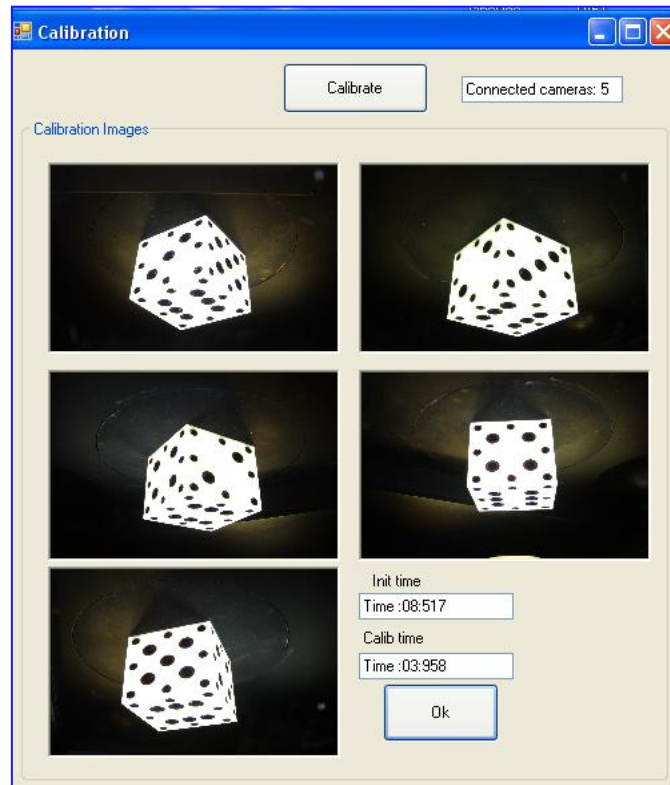 Calibration
Calibrate
Connected cameras: 5
Calibration Images
Init time
Time :08:517
Calib time
Time :03:958
Ok